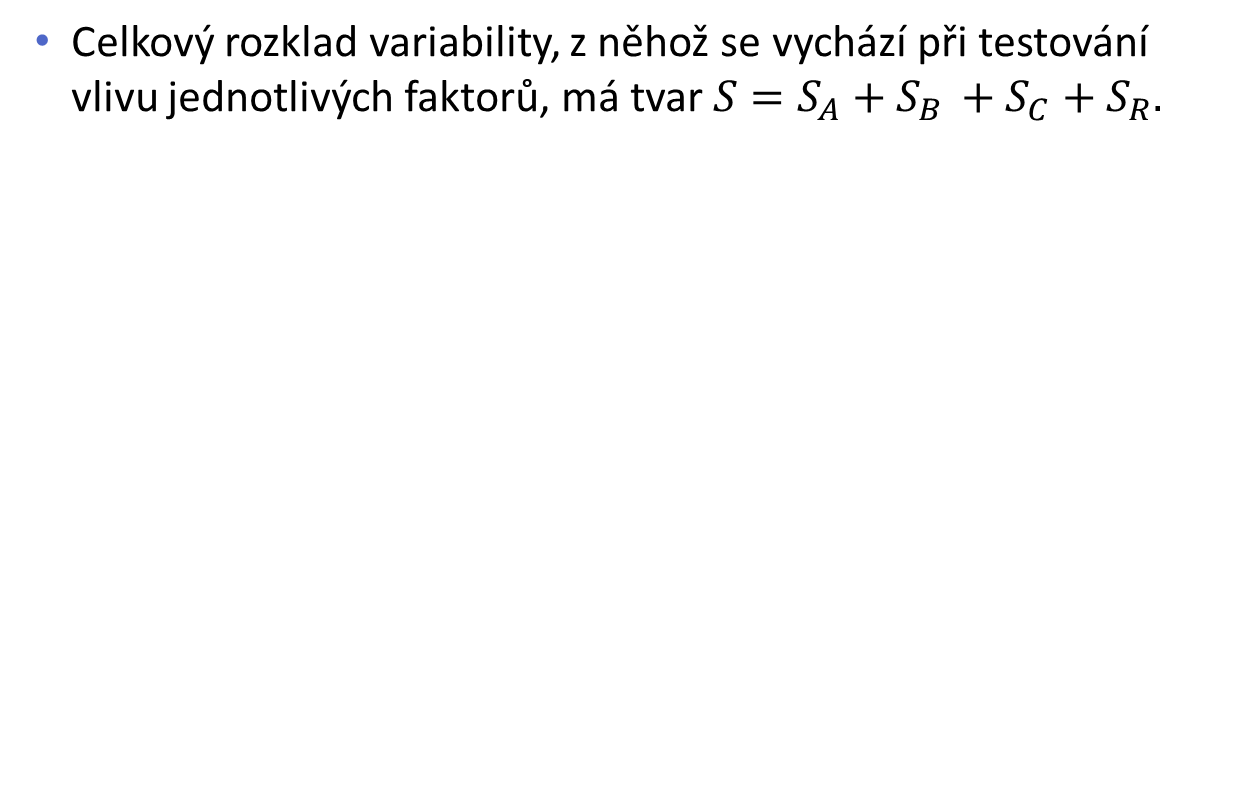 • Celkový rozklad variability, z něhož se vychází při testování
vlivu jednotlivých faktorů, má tvar S = S_A + S_B + S_C + S_R.